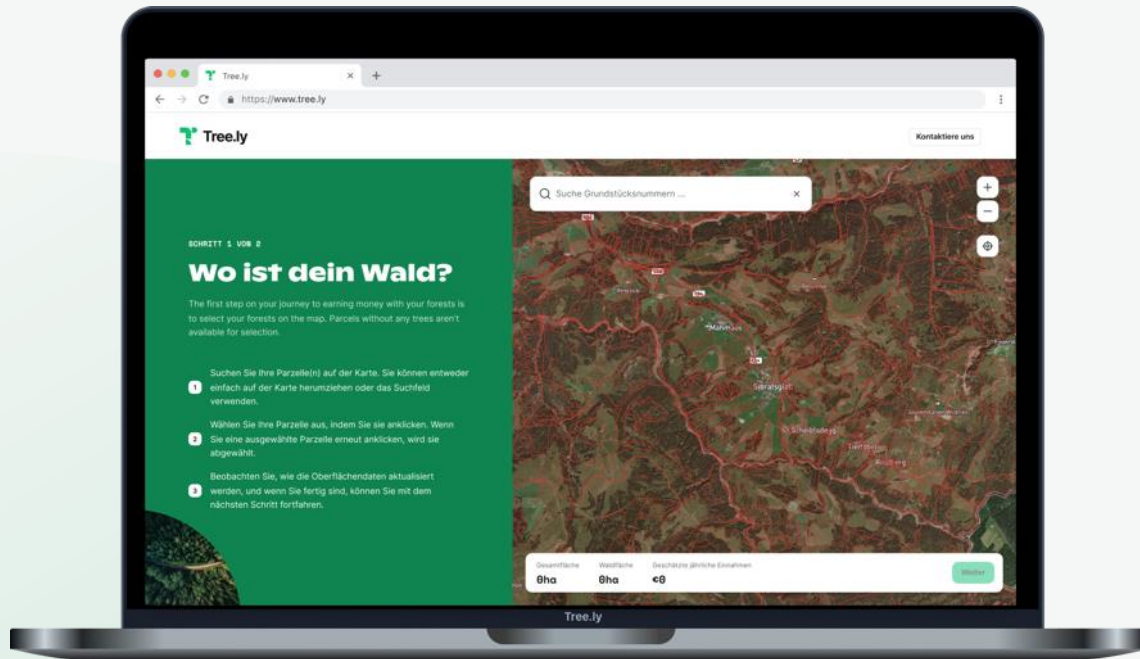 Tree.ly
https://www.tree.ly
Tree.ly
Kontaktiere uns
SCHRITT 1 VON 2
Wo ist dein Wald?
The first step on your journey to earning money with your forests is
to select your forests on the map. Parcels without any trees aren't
available for selection.
1
Suchen Sie Ihre Parzelle(n) auf der Karte. Sie können entweder
einfach auf der Karte herumziehen oder das Suchfeld
verwenden.
2
Wählen Sie Ihre Parzelle aus, indem Sie sie anklicken. Wenn
Sie eine ausgewählte Parzelle erneut anklicken, wird sie
abgewählt.
3
Beobachten Sie, wie die Oberflächendaten aktualisiert
werden, und wenn Sie fertig sind, können Sie mit dem
nächsten Schritt fortfahren.
Suche Grundstücksnummern ...
Sibratsgfäll
Gesamtfläche
Waldfläche
Geschätzte jährliche Einnahmen
0ha
0ha
€0
Weiter
Tree.ly